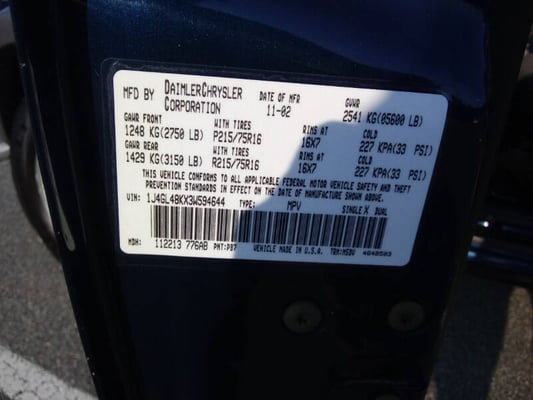 MFD BY DAIMLERCHRYSLER CORPORATION DATE OF MFR 11-02 GVWR 2541 KG(05600 LB)
GAWR FRONT WITH TIRES RIMS AT COLD
1248 KG(2750 LB) P215/75R16 16X7 227 KPA(33 PSI)
GAWR REAR WITH TIRES RIMS AT COLD
1429 KG(3150 LB) R215/75R16 16X7 227 KPA(33 PSI)
THIS VEHICLE CONFORMS TO ALL APPLICABLE FEDERAL MOTOR VEHICLE SAFETY AND THEFT
PREVENTION STANDARDS IN EFFECT ON THE DATE OF MANUFACTURE SHOWN ABOVE
VIN: 1J4GL48KX3W594644 TYPE: MPV SINGLE X DUAL
MDH: 112213 776AB PNT:PB7 VEHICLE MADE IN U.S.A. TRM: